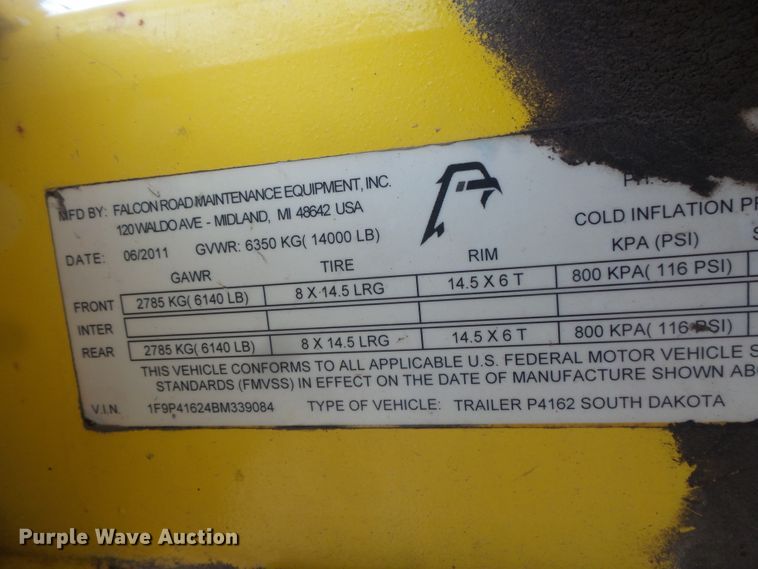 MFD BY: FALCON ROAD MAINTENANCE EQUIPMENT, INC.
120 WALDO AVE - MIDLAND, MI 48642 USA
DATE: 06/2011 GVWR: 6350 KG( 14000 LB)
COLD INFLATION
GAWR TIRE RIM KPA (PSI)
FRONT 2785 KG( 6140 LB) 8 X 14.5 LRG 14.5 X 6 T 800 KPA( 116 PSI)
INTER
REAR 2785 KG( 6140 LB) 8 X 14.5 LRG 14.5 X 6 T 800 KPA( 116 PSI)
THIS VEHICLE CONFORMS TO ALL APPLICABLE U.S. FEDERAL MOTOR VEHICLE S
STANDARDS (FMVSS) IN EFFECT ON THE DATE OF MANUFACTURE SHOWN
V.I.N. 1F9P41624BM339084 TYPE OF VEHICLE: TRAILER P4162 SOUTH DAKOTA
Purple Wave Auction